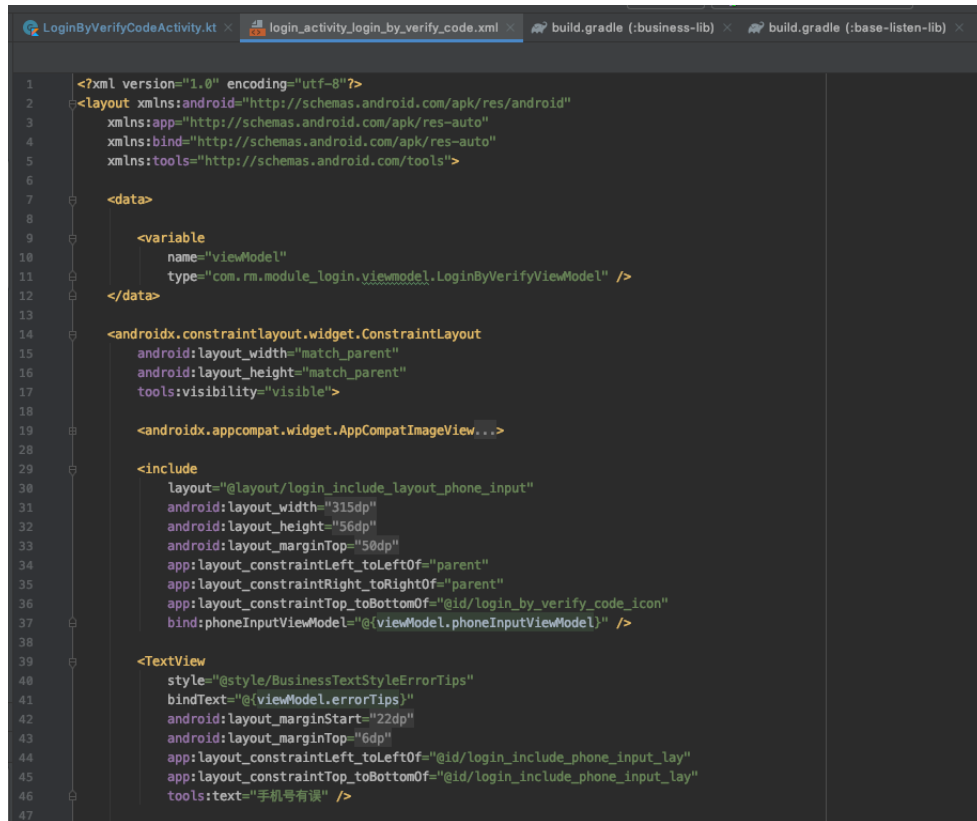 LoginByVerifyCodeActivity.kt × login_activity_login_by_verify_code.xml × build.gradle (:business-lib) × build.gradle (:base-listen-lib) ×
1 <?xml version="1.0" encoding="utf-8"?>
2 <layout xmlns:android="http://schemas.android.com/apk/res/android"
3 xmlns:app="http://schemas.android.com/apk/res-auto"
4 xmlns:bind="http://schemas.android.com/apk/res-auto"
5 xmlns:tools="http://schemas.android.com/tools">
6
7 <data>
8
9 <variable
10 name="viewModel"
11 type="com.rm.module_login.viewmodel.LoginByVerifyViewModel" />
12 </data>
13
14 <androidx.constraintlayout.widget.ConstraintLayout
15 android:layout_width="match_parent"
16 android:layout_height="match_parent"
17 tools:visibility="visible">
18
19 <androidx.appcompat.widget.AppCompatImageView...>
28
29 <include
30 layout="@layout/login_include_layout_phone_input"
31 android:layout_width="315dp"
32 android:layout_height="56dp"
33 android:layout_marginTop="50dp"
34 app:layout_constraintLeft_toLeftOf="parent"
35 app:layout_constraintRight_toRightOf="parent"
36 app:layout_constraintTop_toBottomOf="@id/login_by_verify_code_icon"
37 bind:phoneInputViewModel="@{viewModel.phoneInputViewModel}" />
38
39 <TextView
40 style="@style/BusinessTextStyleErrorTips"
41 bindText="@{viewModel.errorTips}"
42 android:layout_marginStart="22dp"
43 android:layout_marginTop="6dp"
44 app:layout_constraintLeft_toLeftOf="@id/login_include_phone_input_lay"
45 app:layout_constraintTop_toBottomOf="@id/login_include_phone_input_lay"
46 tools:text="手机号有误" />
47